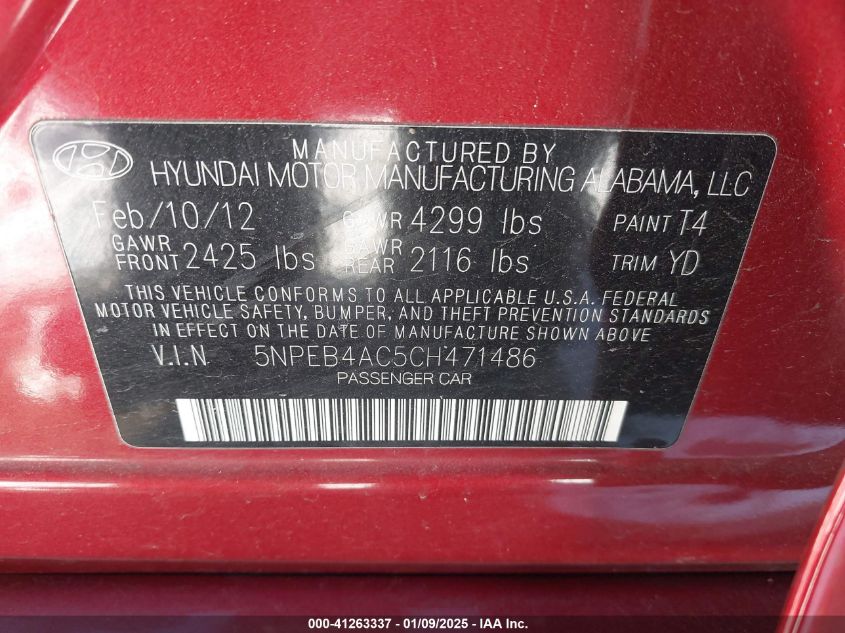 MANUFACTURED BY
HYUNDAI MOTOR MANUFACTURING ALABAMA, LLC
Feb/10/12 GVWR 4299 lbs PAINT T4
GAWR FRONT 2425 lbs GAWR REAR 2116 lbs TRIM YD
THIS VEHICLE CONFORMS TO ALL APPLICABLE U.S.A. FEDERAL
MOTOR VEHICLE SAFETY, BUMPER, AND THEFT PREVENTION STANDARDS
IN EFFECT ON THE DATE OF MANUFACTURE SHOWN ABOVE
V.I.N 5NPEB4AC5CH471486
PASSENGER CAR
000-41263337 - 01/09/2025 - IAA Inc.